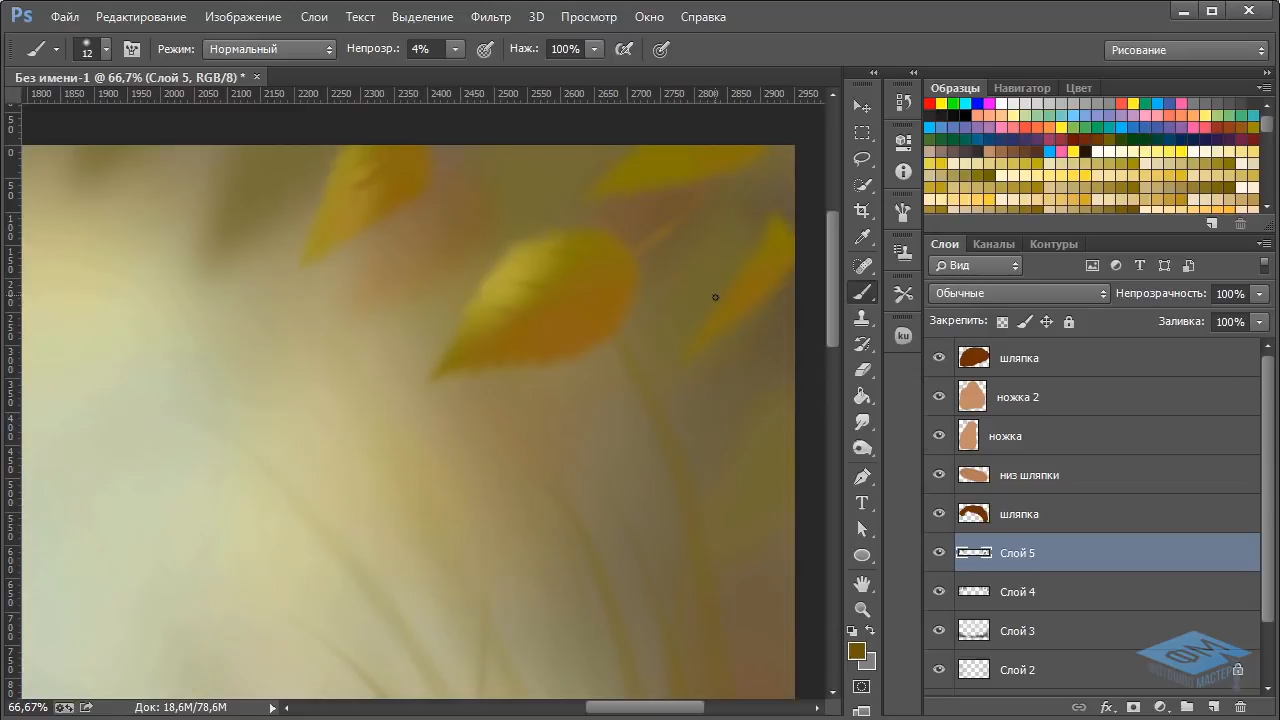 Ps Файл Редактирование Изображение Слои Текст Выделение Фильтр 3D Просмотр Окно Справка
12 Режим: Нормальный Непрозр.: 4% Наж.: 100% Рисование
Без имени-1 @ 66,7% (Слой 5, RGB/8) * ×
1800 1850 1900 1950 2000 2050 2100 2150 2200 2250 2300 2350 2400 2450 2500 2550 2600 2650 2700 2750 2800 2850 2900 2950
Образцы Навигатор Цвет
Слои Каналы Контуры
Вид
Обычные Непрозрачность: 100%
Закрепить: Заливка: 100%
шляпка
ножка 2
ku
ножка
низ шляпки
шляпка
Слой 5
Слой 4
Слой 3
Слой 2
66,67% Док: 18,6M/78,6M
fx